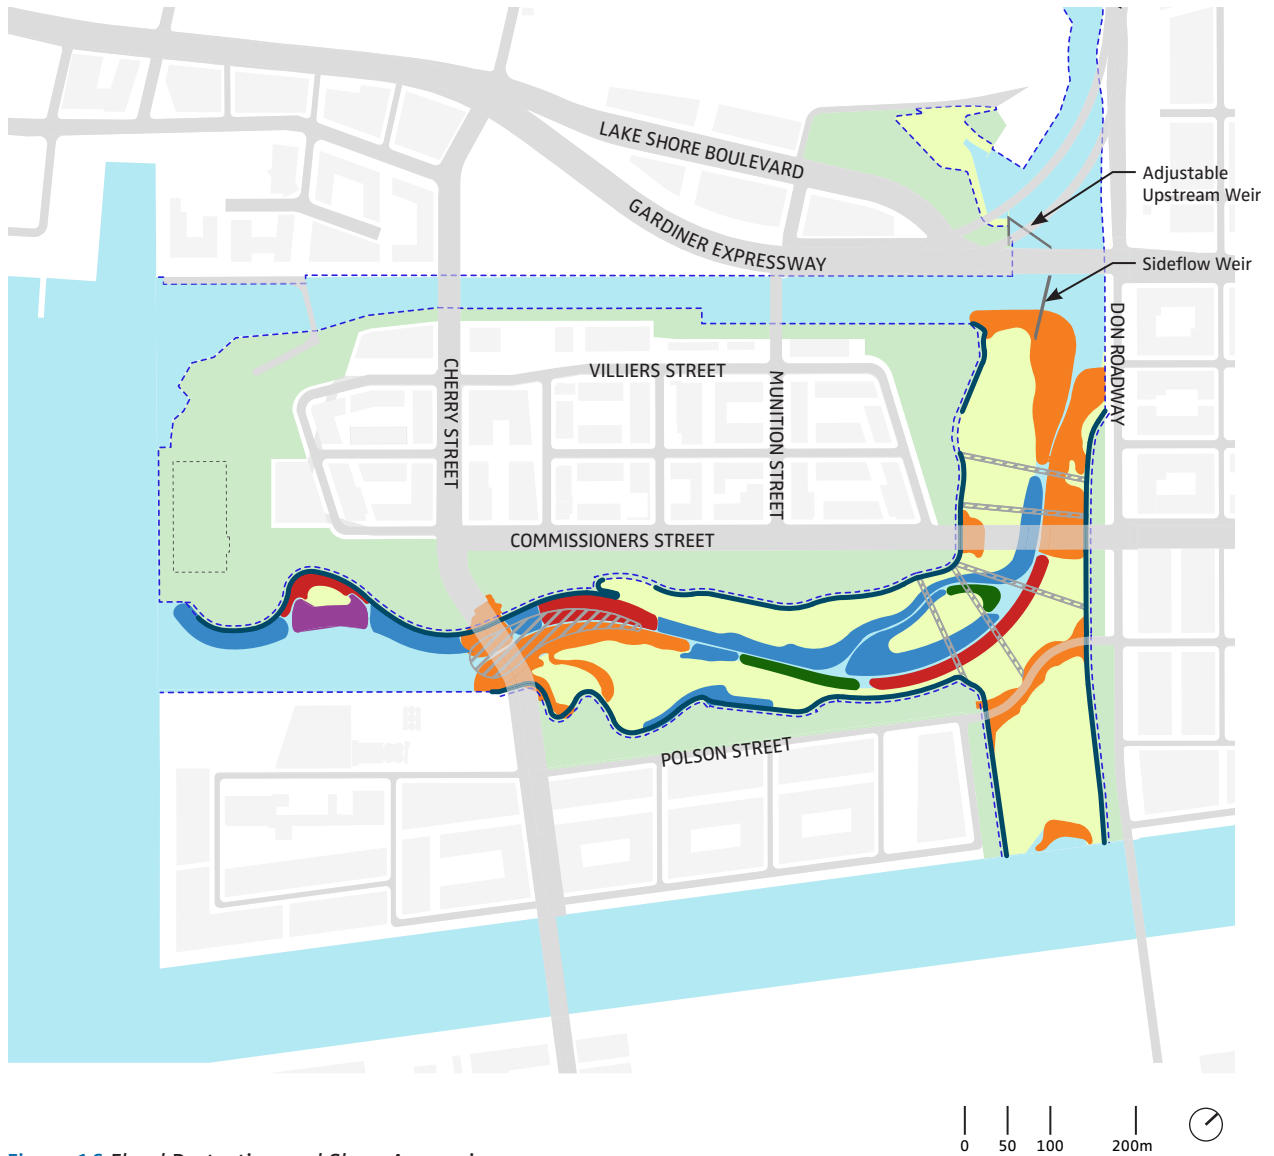 LAKE SHORE BOULEVARD
GARDINER EXPRESSWAY
Adjustable
Upstream Weir
Sideflow Weir
DON ROADWAY
CHERRY STREET
VILLIERS STREET
MUNITION STREET
COMMISSIONERS STREET
POLSON STREET
0 50 100 200m